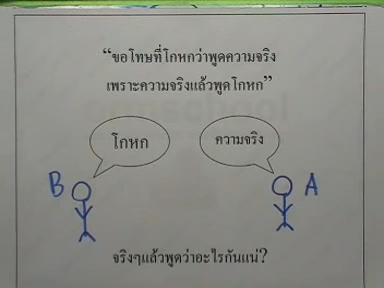 “ขอโทษที่โกหกว่าพูดความจริง
เพราะความจริงแล้วพูดโกหก”
โกหก
ความจริง
B
A
จริงๆแล้วพูดว่าอะไรกันแน่?